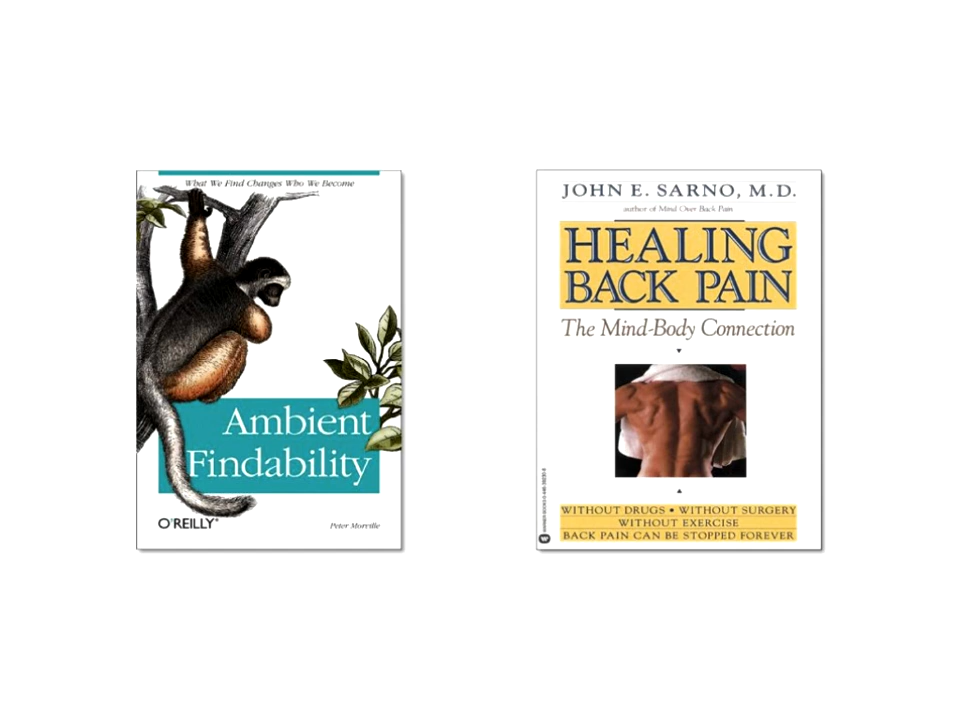 What We Find Changes Who We Become
Ambient
Findability
O'REILLY®
Peter Morville
JOHN E. SARNO, M.D.
author of Mind Over Back Pain
HEALING
BACK PAIN
The Mind-Body Connection
WITHOUT DRUGS • WITHOUT SURGERY
WITHOUT EXERCISE
BACK PAIN CAN BE STOPPED FOREVER